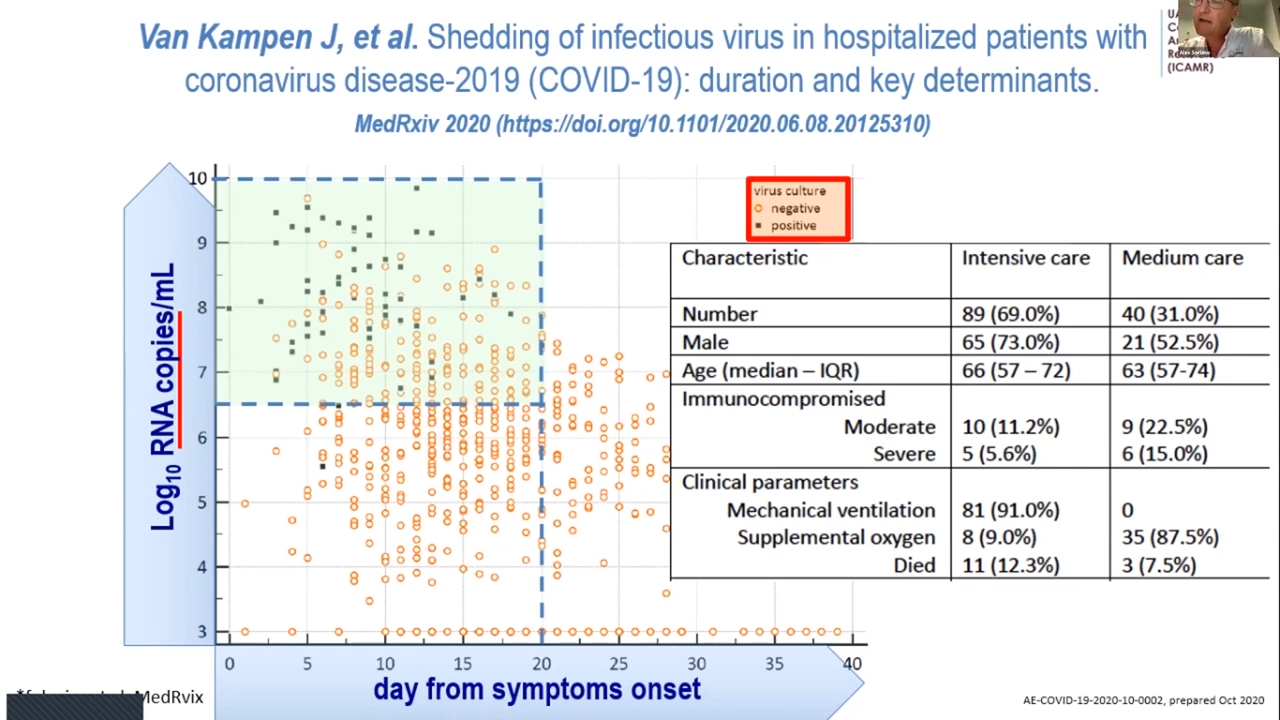 Van Kampen J, et al. Shedding of infectious virus in hospitalized patients with
coronavirus disease-2019 (COVID-19): duration and key determinants.
MedRxiv 2020 (https://doi.org/10.1101/2020.06.08.20125310)
Alex Soriano
(ICAMR)
Log10 RNA copies/mL
10
9
8
7
6
5
4
3
0 5 10 15 20 25 30 35 40
day from symptoms onset
virus culture
negative
positive
Characteristic Intensive care Medium care
Number 89 (69.0%) 40 (31.0%)
Male 65 (73.0%) 21 (52.5%)
Age (median – IQR) 66 (57 – 72) 63 (57-74)
Immunocompromised
Moderate 10 (11.2%) 9 (22.5%)
Severe 5 (5.6%) 6 (15.0%)
Clinical parameters
Mechanical ventilation 81 (91.0%) 0
Supplemental oxygen 8 (9.0%) 35 (87.5%)
Died 11 (12.3%) 3 (7.5%)
MedRvix
AE-COVID-19-2020-10-0002, prepared Oct 2020